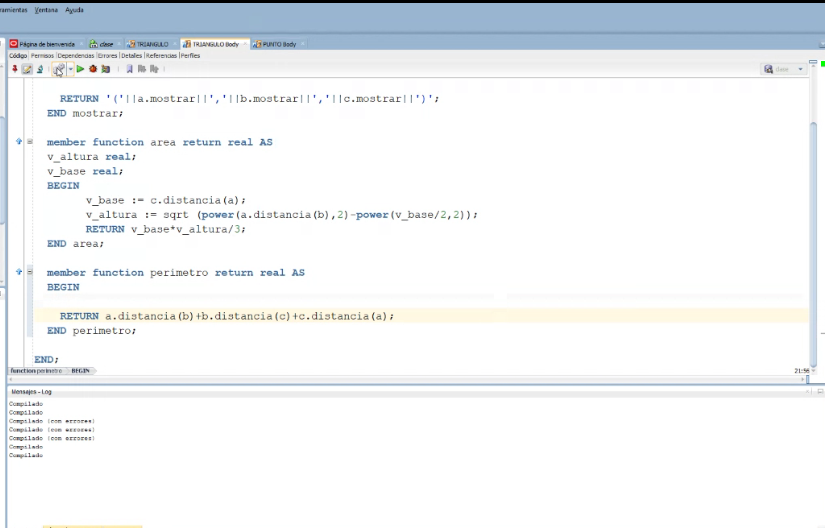 ramientas Ventana Ayuda
Página de bienvenida clase TRIANGULO TRIANGULO Body PUNTO Body
Código Permisos Dependencias Errores Detalles Referencias Perfiles
clase
RETURN '('||a.mostrar||','||b.mostrar||','||c.mostrar||')';
END mostrar;
member function area return real AS
v_altura real;
v_base real;
BEGIN
v_base := c.distancia(a);
v_altura := sqrt (power(a.distancia(b),2)-power(v_base/2,2));
RETURN v_base*v_altura/3;
END area;
member function perimetro return real AS
BEGIN
RETURN a.distancia(b)+b.distancia(c)+c.distancia(a);
END perimetro;
END;
function perimetro BEGIN 21:56
Mensajes - Log
Compilado
Compilado
Compilado (con errores)
Compilado (con errores)
Compilado (con errores)
Compilado
Compilado